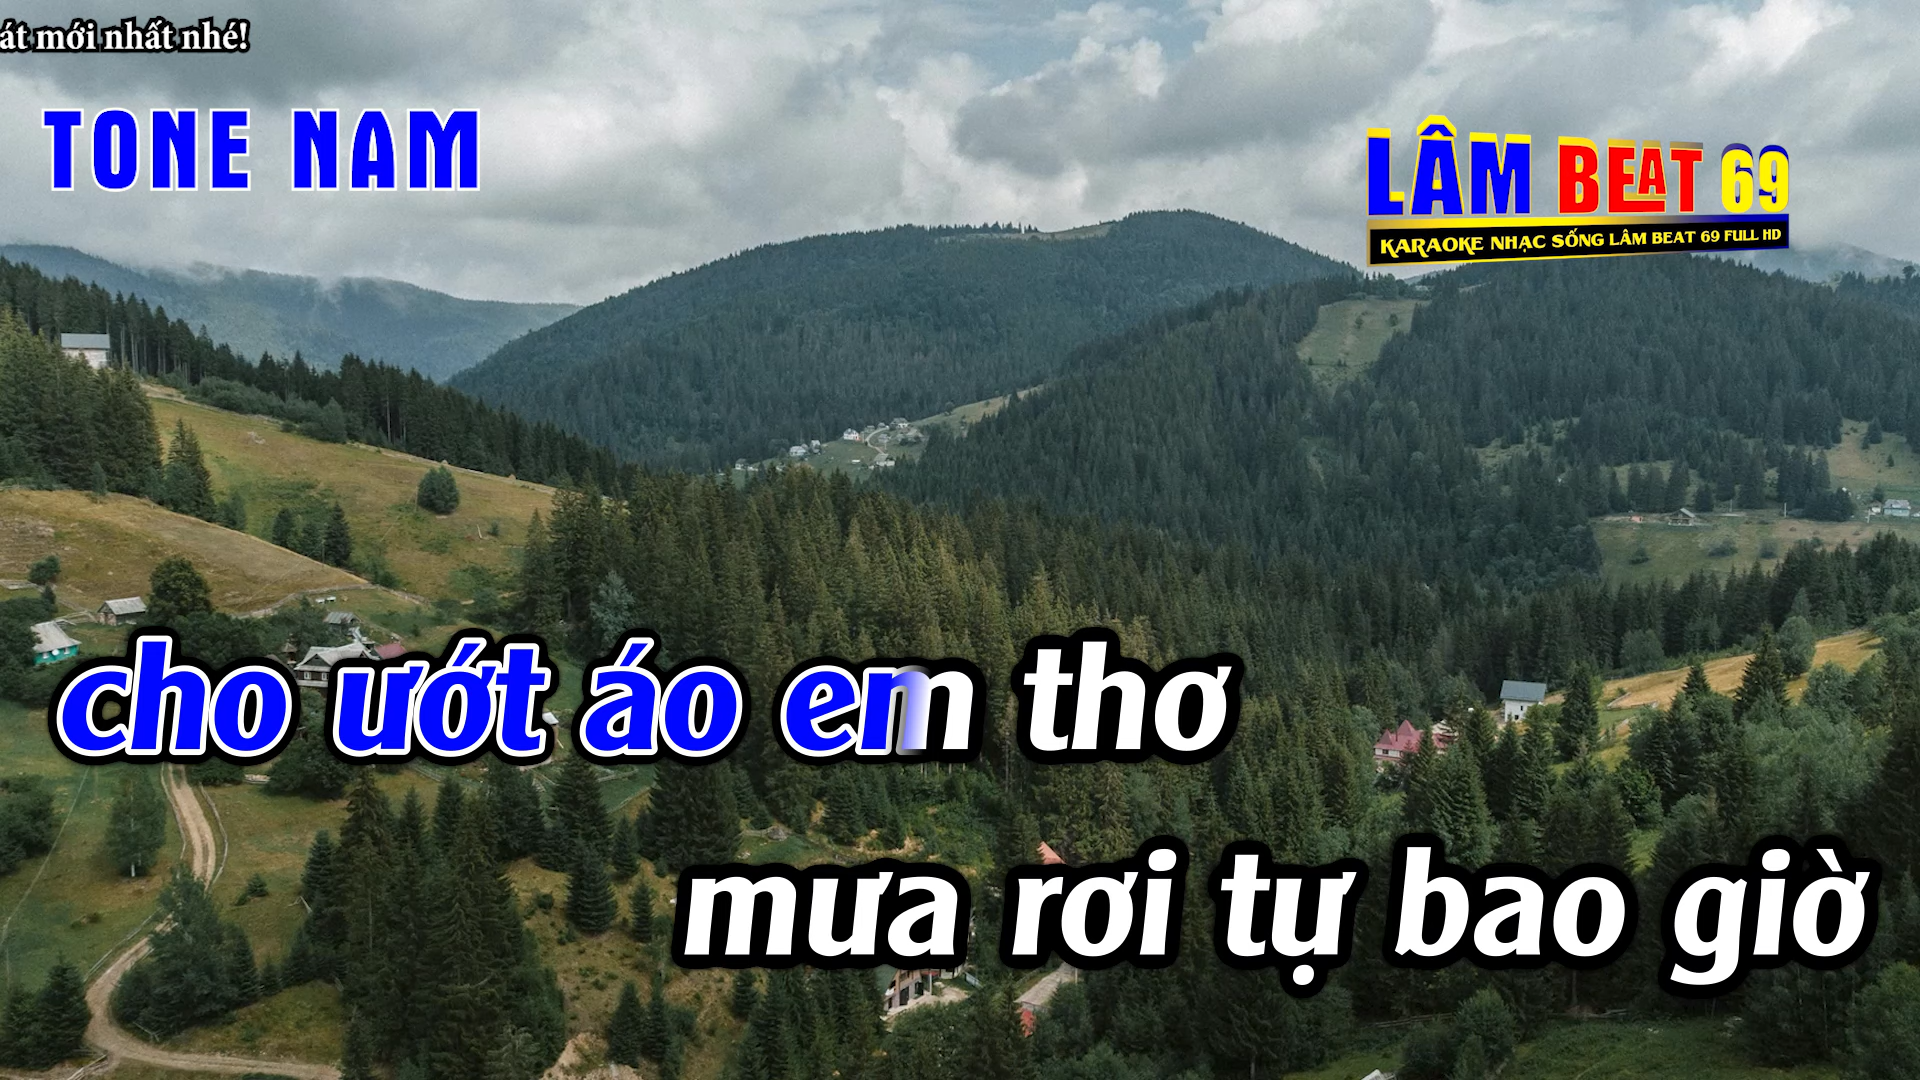 át mới nhất nhé!
TONE NAM
LÂM BEAT 69
KARAOKE NHẠC SỐNG LÂM BEAT 69 FULL HD
cho ướt áo em thơ
mưa rơi tự bao giờ